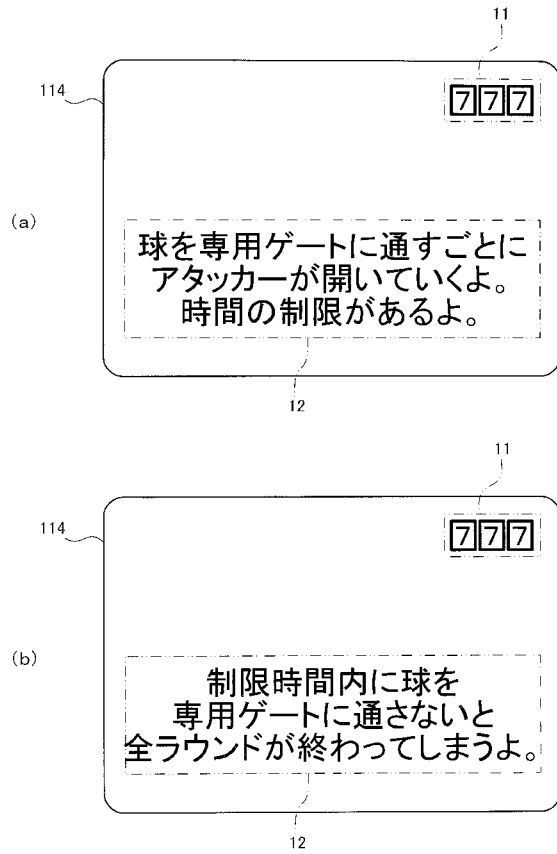 11
114
777
(a)
球を専用ゲートに通すごとに
アタッカーが開いていくよ。
時間の制限があるよ。
12
11
114
777
(b)
制限時間内に球を
専用ゲートに通さないと
全ラウンドが終わってしまうよ。
12